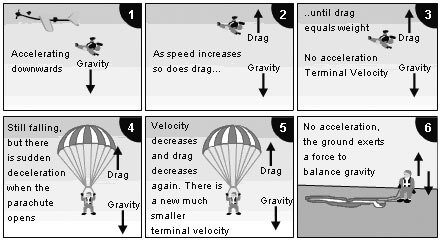 1
Accelerating
downwards
Gravity
2
Drag
As speed increases
so does drag...
Gravity
3
..until drag
equals weight
Drag
No acceleration
Terminal Velocity
Gravity
4
Still falling,
but there
is sudden
deceleration
when the
parachute
opens
Drag
Gravity
5
Velocity
decreases
and drag
decreases
again. There is
a new much
smaller
terminal velocity
Drag
Gravity
6
No acceleration,
the ground exerts
a force to
balance gravity